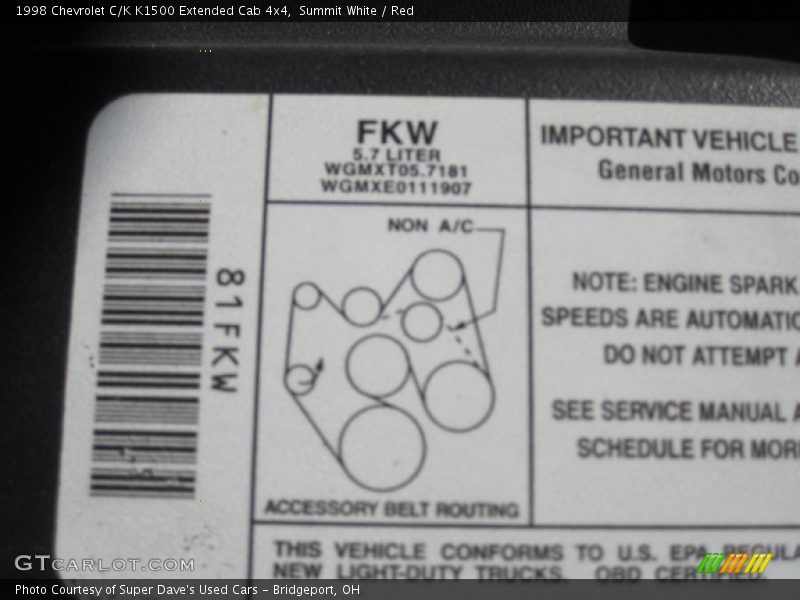 1998 Chevrolet C/K K1500 Extended Cab 4x4,  Summit White / Red
81FKW
FKW
5.7 LITER
WGMXT05.7181
WGMXE0111907
NON A/C
ACCESSORY BELT ROUTING
IMPORTANT VEHICLE
General Motors Co
NOTE: ENGINE SPARK
SPEEDS ARE AUTOMATIC
DO NOT ATTEMPT A
SEE SERVICE MANUAL A
SCHEDULE FOR MOR
THIS VEHICLE CONFORMS TO U.S. EPA
NEW LIGHT-DUTY TRUCKS. OBD CERT
GTCARLOT.COM
Photo Courtesy of Super Dave's Used Cars - Bridgeport, OH